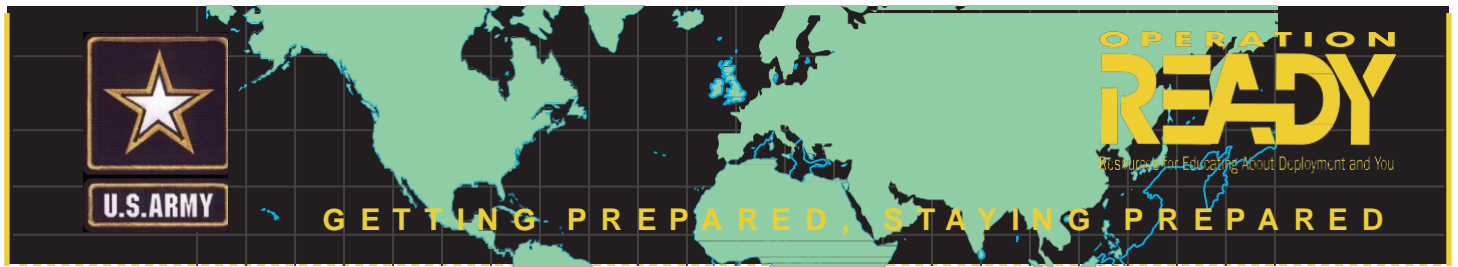 OPERATION
READY
Resources for Educating About Deployment and You
U.S.ARMY
GETTING PREPARED, STAYING PREPARED